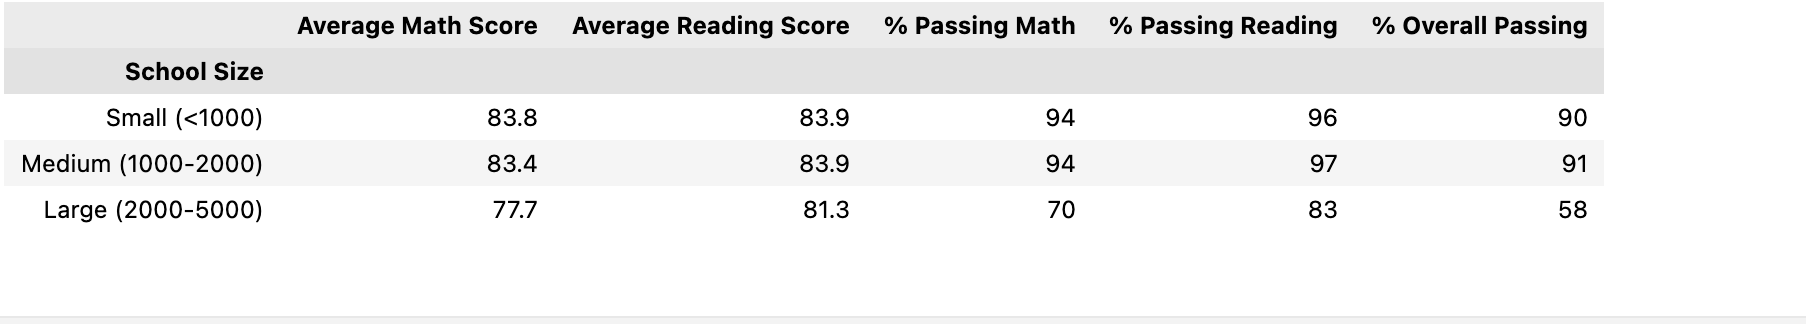 Average Math Score Average Reading Score % Passing Math % Passing Reading % Overall Passing
School Size
Small (<1000) 83.8 83.9 94 96 90
Medium (1000-2000) 83.4 83.9 94 97 91
Large (2000-5000) 77.7 81.3 70 83 58